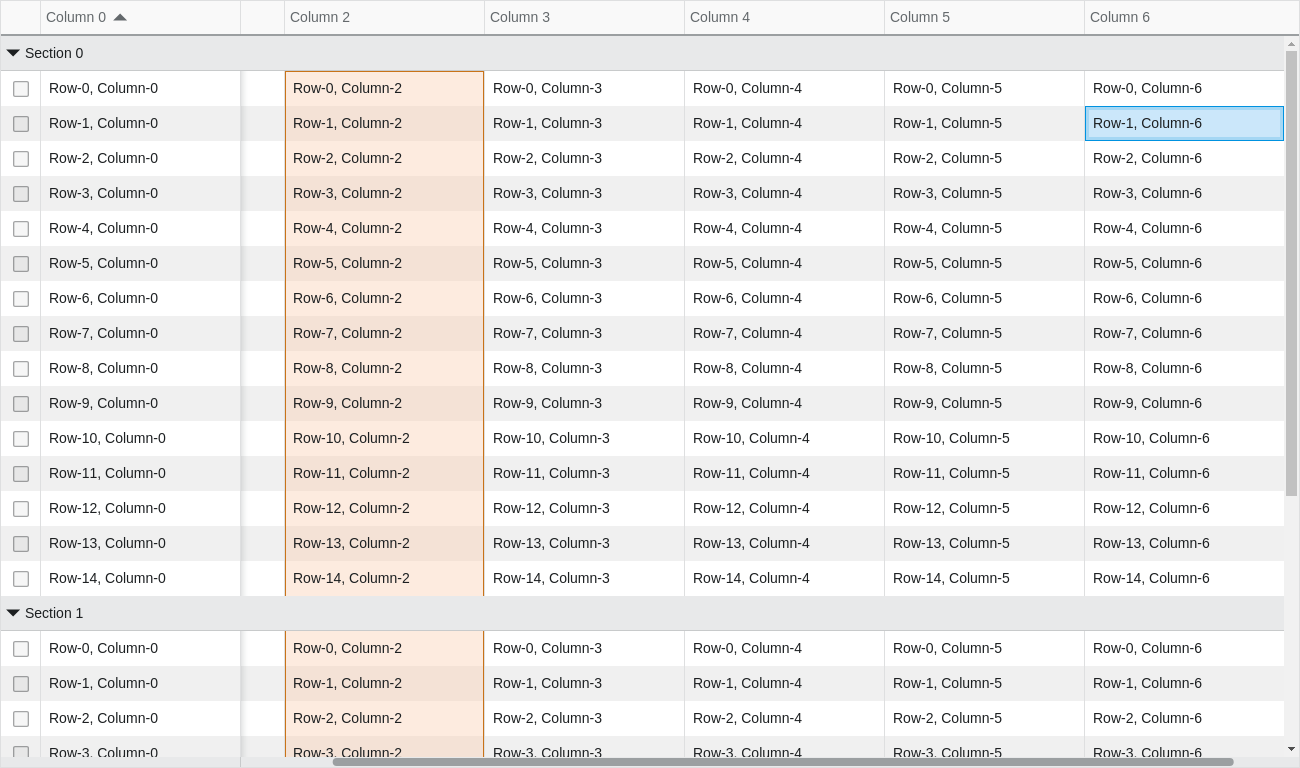 Column 0 Column 2 Column 3 Column 4 Column 5 Column 6
Section 0
Row-0, Column-0 Row-0, Column-2 Row-0, Column-3 Row-0, Column-4 Row-0, Column-5 Row-0, Column-6
Row-1, Column-0 Row-1, Column-2 Row-1, Column-3 Row-1, Column-4 Row-1, Column-5 Row-1, Column-6
Row-2, Column-0 Row-2, Column-2 Row-2, Column-3 Row-2, Column-4 Row-2, Column-5 Row-2, Column-6
Row-3, Column-0 Row-3, Column-2 Row-3, Column-3 Row-3, Column-4 Row-3, Column-5 Row-3, Column-6
Row-4, Column-0 Row-4, Column-2 Row-4, Column-3 Row-4, Column-4 Row-4, Column-5 Row-4, Column-6
Row-5, Column-0 Row-5, Column-2 Row-5, Column-3 Row-5, Column-4 Row-5, Column-5 Row-5, Column-6
Row-6, Column-0 Row-6, Column-2 Row-6, Column-3 Row-6, Column-4 Row-6, Column-5 Row-6, Column-6
Row-7, Column-0 Row-7, Column-2 Row-7, Column-3 Row-7, Column-4 Row-7, Column-5 Row-7, Column-6
Row-8, Column-0 Row-8, Column-2 Row-8, Column-3 Row-8, Column-4 Row-8, Column-5 Row-8, Column-6
Row-9, Column-0 Row-9, Column-2 Row-9, Column-3 Row-9, Column-4 Row-9, Column-5 Row-9, Column-6
Row-10, Column-0 Row-10, Column-2 Row-10, Column-3 Row-10, Column-4 Row-10, Column-5 Row-10, Column-6
Row-11, Column-0 Row-11, Column-2 Row-11, Column-3 Row-11, Column-4 Row-11, Column-5 Row-11, Column-6
Row-12, Column-0 Row-12, Column-2 Row-12, Column-3 Row-12, Column-4 Row-12, Column-5 Row-12, Column-6
Row-13, Column-0 Row-13, Column-2 Row-13, Column-3 Row-13, Column-4 Row-13, Column-5 Row-13, Column-6
Row-14, Column-0 Row-14, Column-2 Row-14, Column-3 Row-14, Column-4 Row-14, Column-5 Row-14, Column-6
Section 1
Row-0, Column-0 Row-0, Column-2 Row-0, Column-3 Row-0, Column-4 Row-0, Column-5 Row-0, Column-6
Row-1, Column-0 Row-1, Column-2 Row-1, Column-3 Row-1, Column-4 Row-1, Column-5 Row-1, Column-6
Row-2, Column-0 Row-2, Column-2 Row-2, Column-3 Row-2, Column-4 Row-2, Column-5 Row-2, Column-6
Row-3, Column-0 Row-3, Column-2 Row-3, Column-3 Row-3, Column-4 Row-3, Column-5 Row-3, Column-6